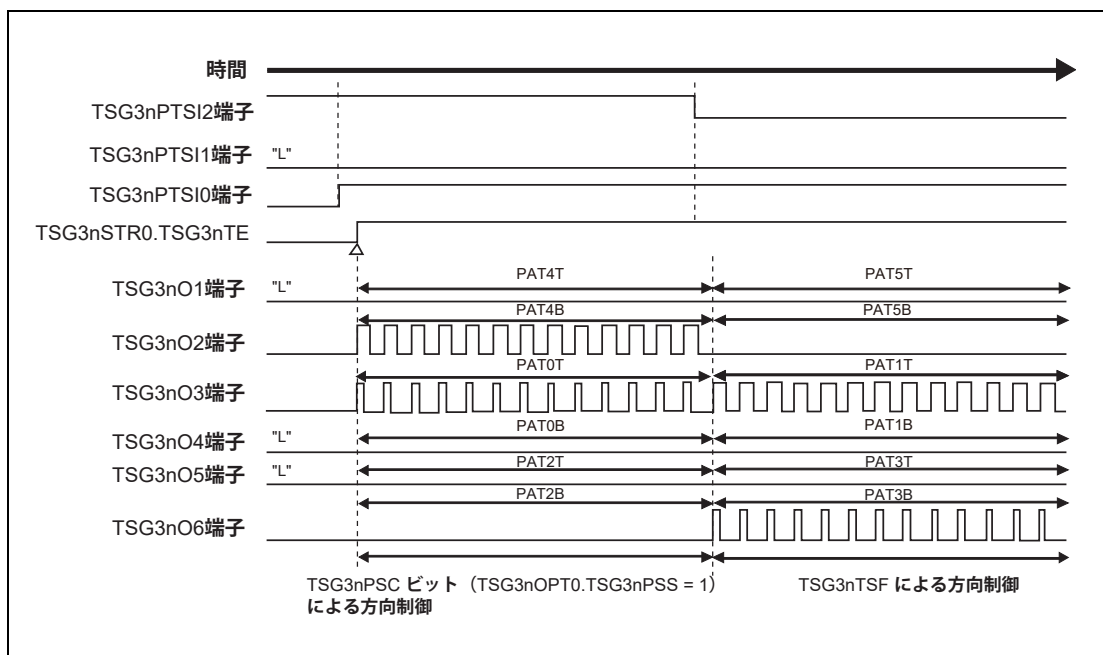 時間
TSG3nPTSI2端子
TSG3nPTSI1端子 "L"
TSG3nPTSI0端子
TSG3nSTR0.TSG3nTE
TSG3nO1端子 "L" PAT4T PAT5T
TSG3nO2端子 PAT4B PAT5B
TSG3nO3端子 PAT0T PAT1T
TSG3nO4端子 "L" PAT0B PAT1B
TSG3nO5端子 "L" PAT2T PAT3T
TSG3nO6端子 PAT2B PAT3B
TSG3nPSC ビット（TSG3nOPT0.TSG3nPSS = 1） TSG3nTSF による方向制御
による方向制御